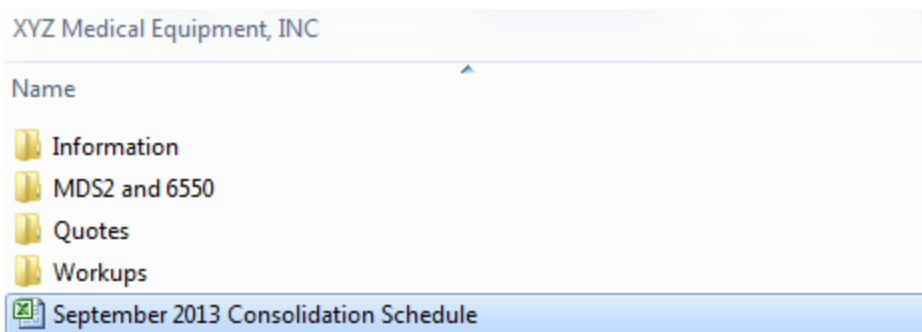 XYZ Medical Equipment, INC
Name
Information
MDS2 and 6550
Quotes
Workups
September 2013 Consolidation Schedule